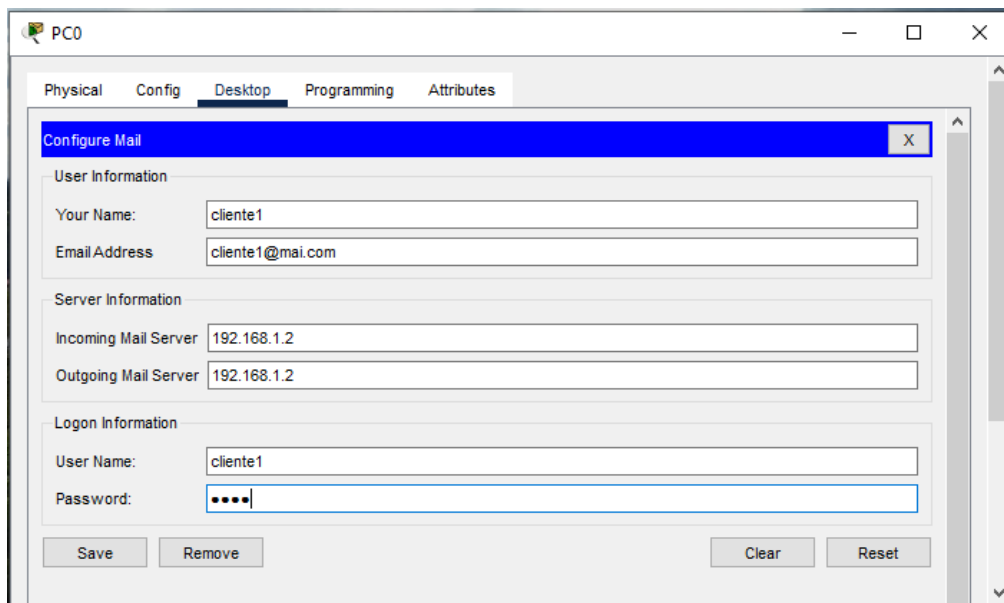 PC0
Physical Config Desktop Programming Attributes
Configure Mail X
User Information
Your Name: cliente1
Email Address cliente1@mai.com
Server Information
Incoming Mail Server 192.168.1.2
Outgoing Mail Server 192.168.1.2
Logon Information
User Name: cliente1
Password: ••••
Save Remove Clear Reset